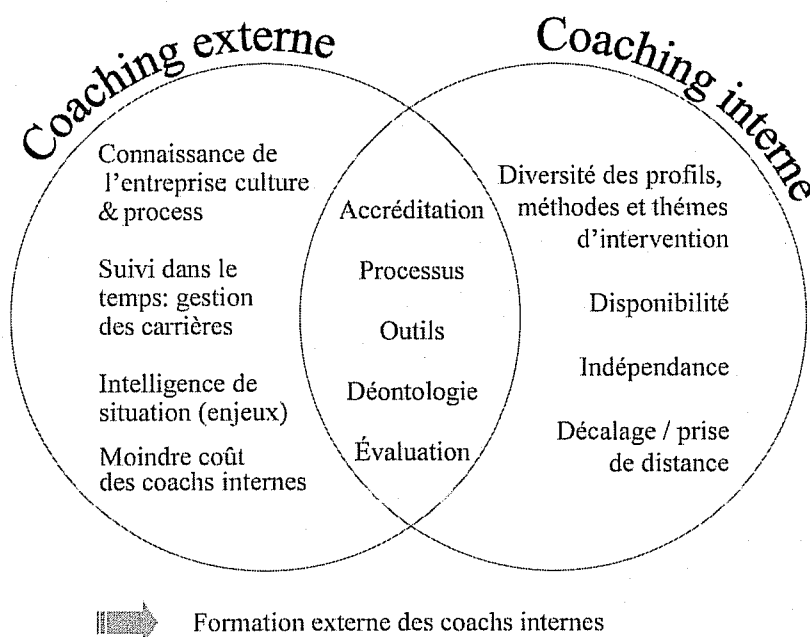 Coaching externe
Connaissance de
l'entreprise culture
& process
Suivi dans le
temps: gestion
des carrières
Intelligence de
situation (enjeux)
Moindre coût
des coachs internes
Accréditation
Processus
Outils
Déontologie
Évaluation
Coaching interne
Diversité des profils,
méthodes et thémes
d'intervention
Disponibilité
Indépendance
Décalage / prise
de distance
Formation externe des coachs internes